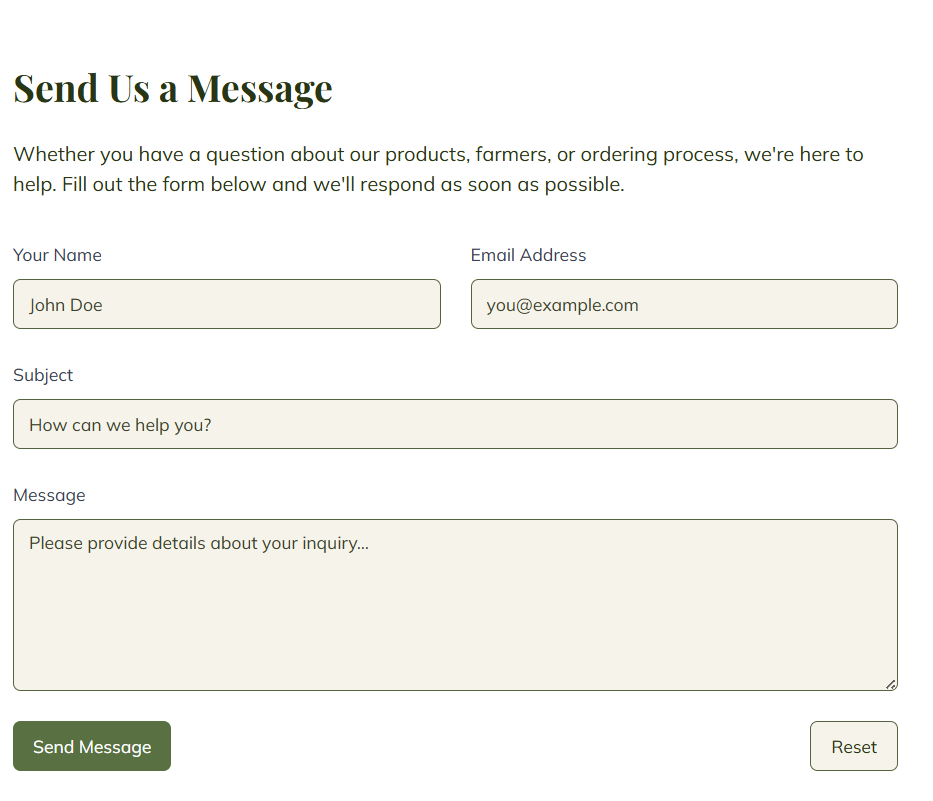 Send Us a Message
Whether you have a question about our products, farmers, or ordering process, we're here to
help. Fill out the form below and we'll respond as soon as possible.
Your Name
Email Address
John Doe
you@example.com
Subject
How can we help you?
Message
Please provide details about your inquiry...
Send Message
Reset